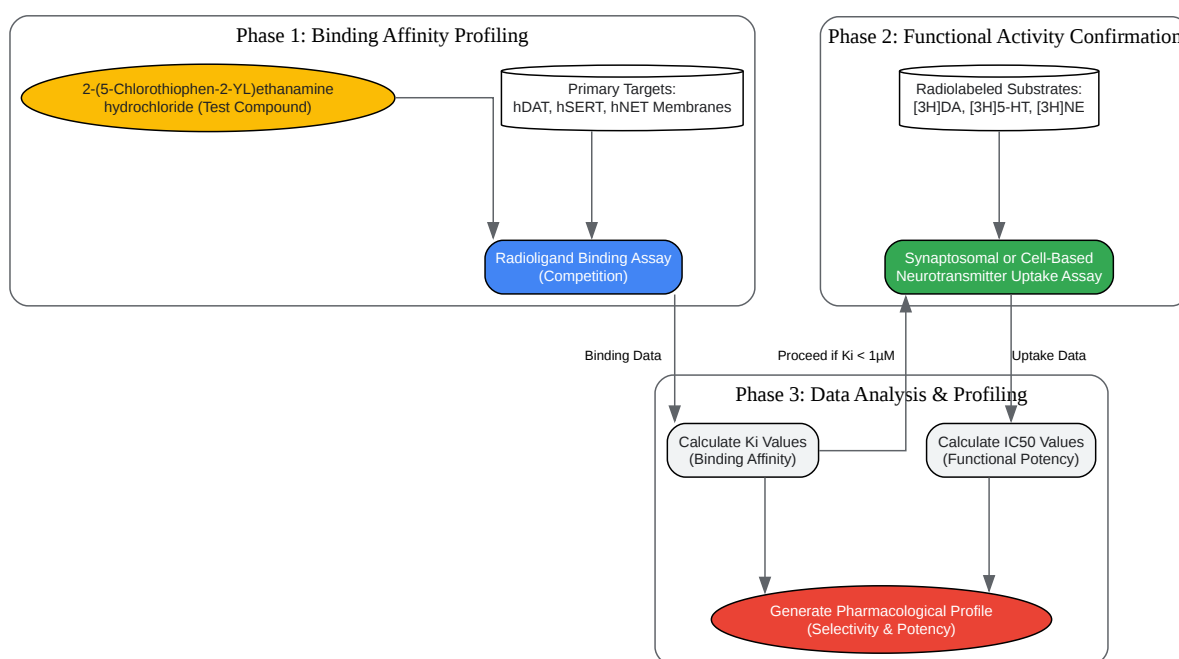 Phase 1: Binding Affinity Profiling
2-(5-Chlorothiophen-2-YL)ethanamine
hydrochloride (Test Compound)
Primary Targets:
hDAT, hSERT, hNET Membranes
Radioligand Binding Assay
(Competition)
Phase 2: Functional Activity Confirmation
Radiolabeled Substrates:
[3H]DA, [3H]5-HT, [3H]NE
Synaptosomal or Cell-Based
Neurotransmitter Uptake Assay
Binding Data
Proceed if Ki < 1µM
Uptake Data
Phase 3: Data Analysis & Profiling
Calculate Ki Values
(Binding Affinity)
Calculate IC50 Values
(Functional Potency)
Generate Pharmacological Profile
(Selectivity & Potency)